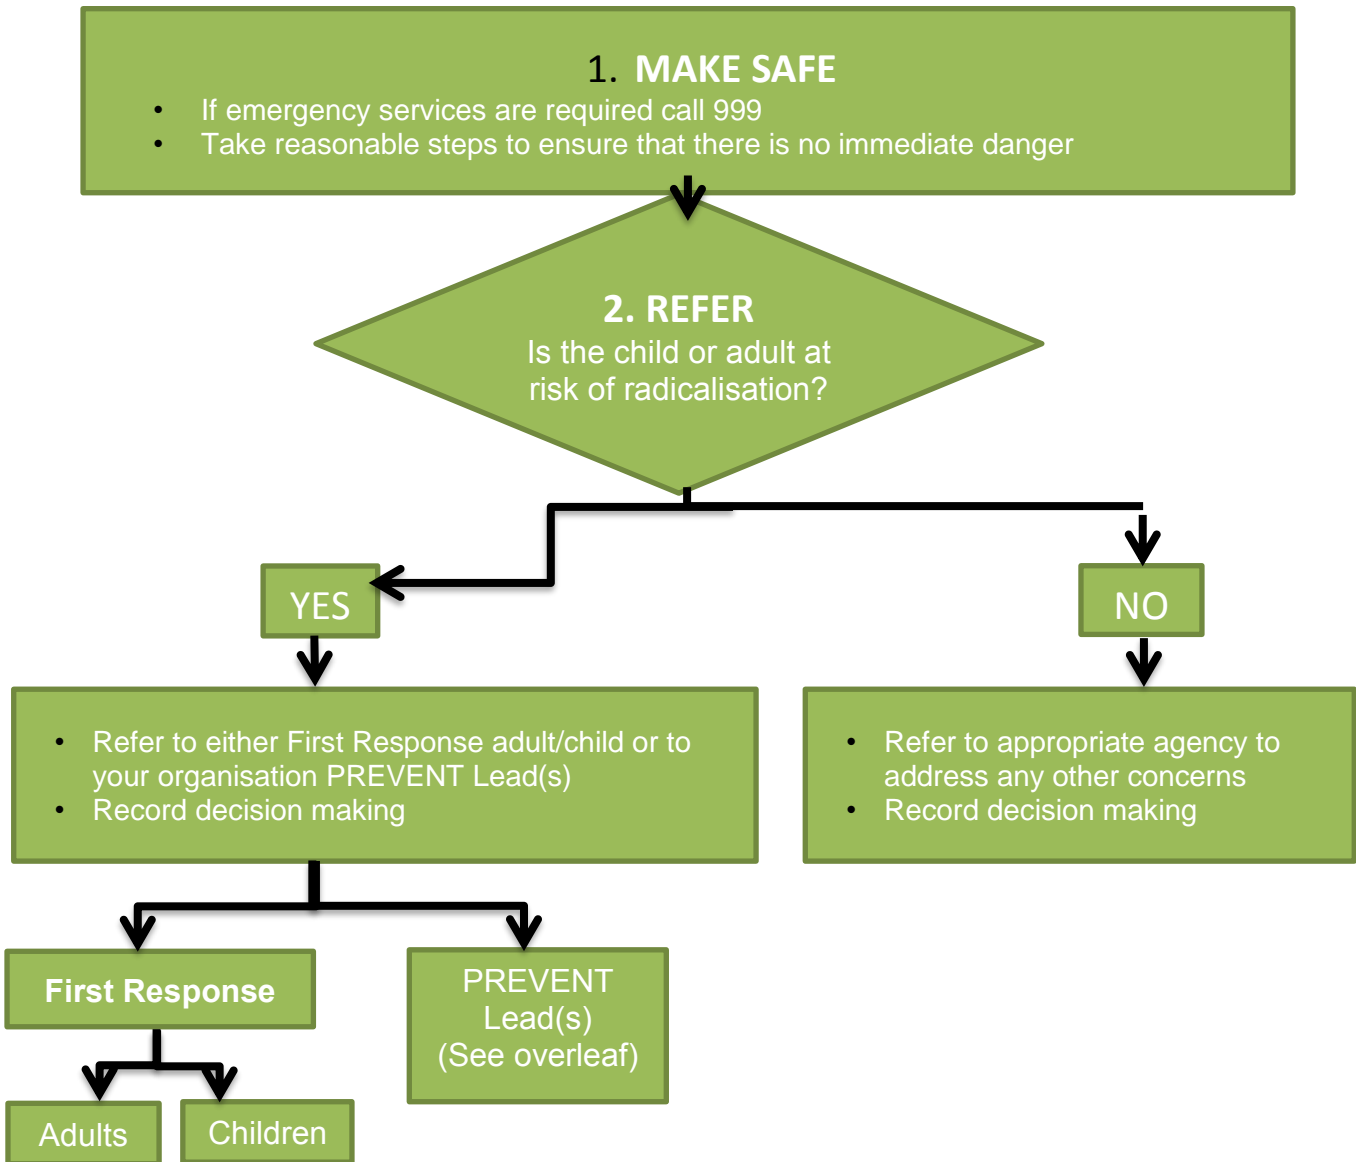 1. MAKE SAFE
• If emergency services are required call 999
• Take reasonable steps to ensure that there is no immediate danger
2. REFER
Is the child or adult at
risk of radicalisation?
YES
NO
• Refer to either First Response adult/child or to
your organisation PREVENT Lead(s)
• Record decision making
• Refer to appropriate agency to
address any other concerns
• Record decision making
First Response
PREVENT
Lead(s)
(See overleaf)
Adults
Children